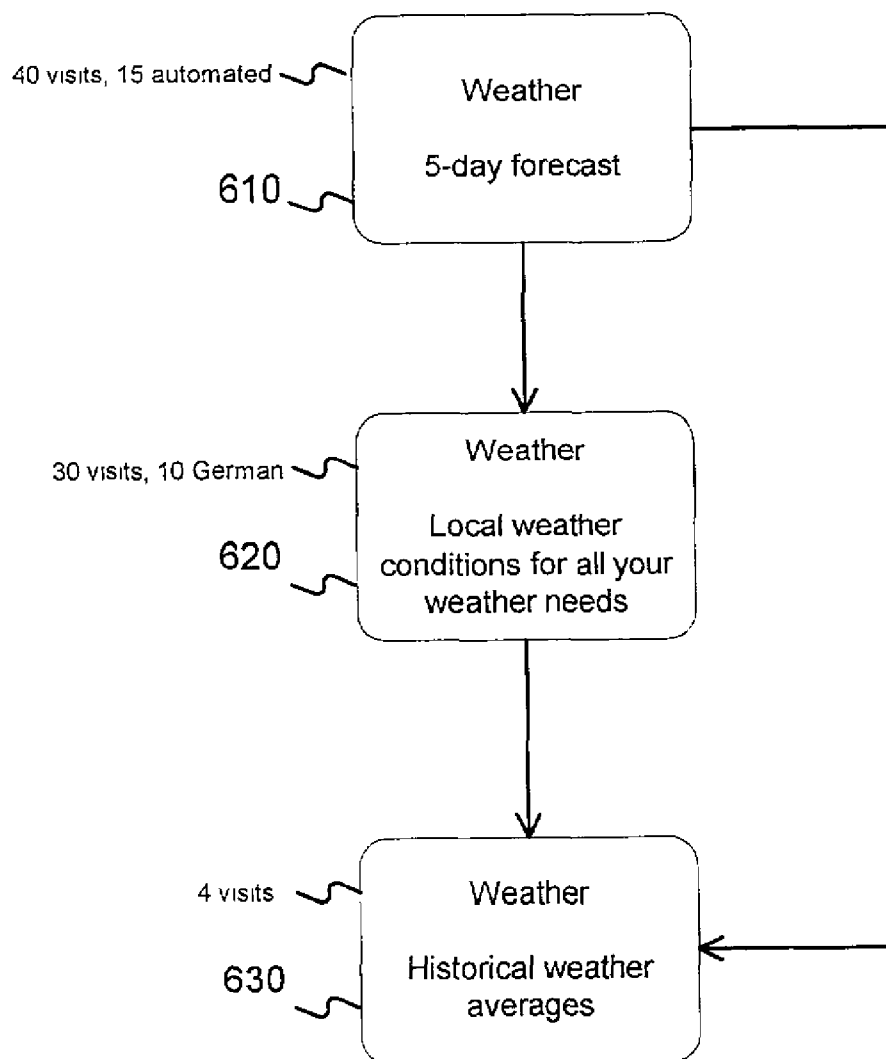 40 visits, 15 automated
Weather
5-day forecast
610
Weather
30 visits, 10 German
Local weather
conditions for all your
weather needs
620
4 visits
Weather
Historical weather
averages
630